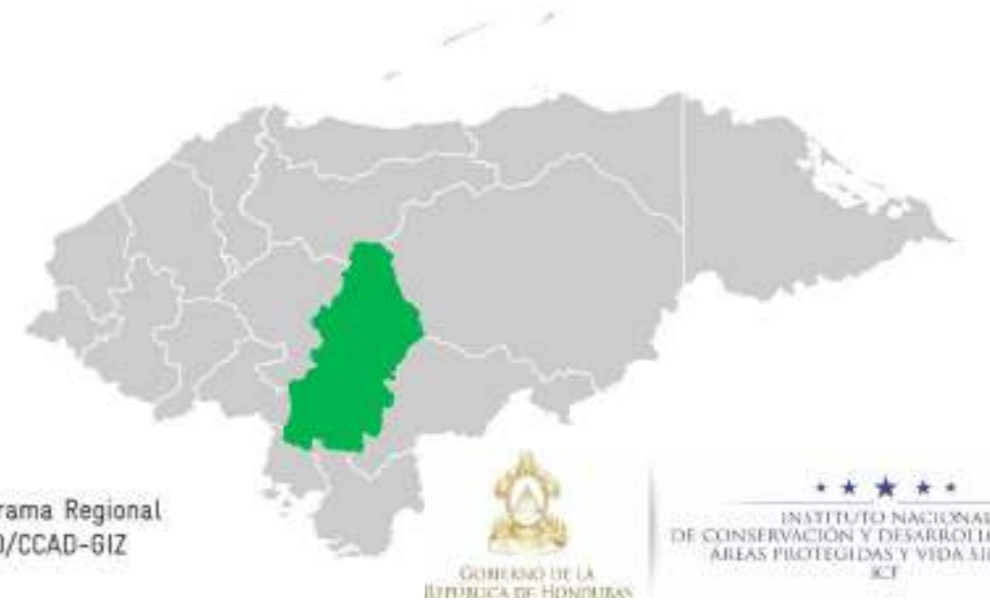 rama Regional
/CCAD-GIZ
GOBIERNO DE LA
REPÚBLICA DE HONDURAS
INSTITUTO NACIONAL
DE CONSERVACIÓN Y DESARROLLO
ÁREAS PROTEGIDAS Y VIDA
ICF